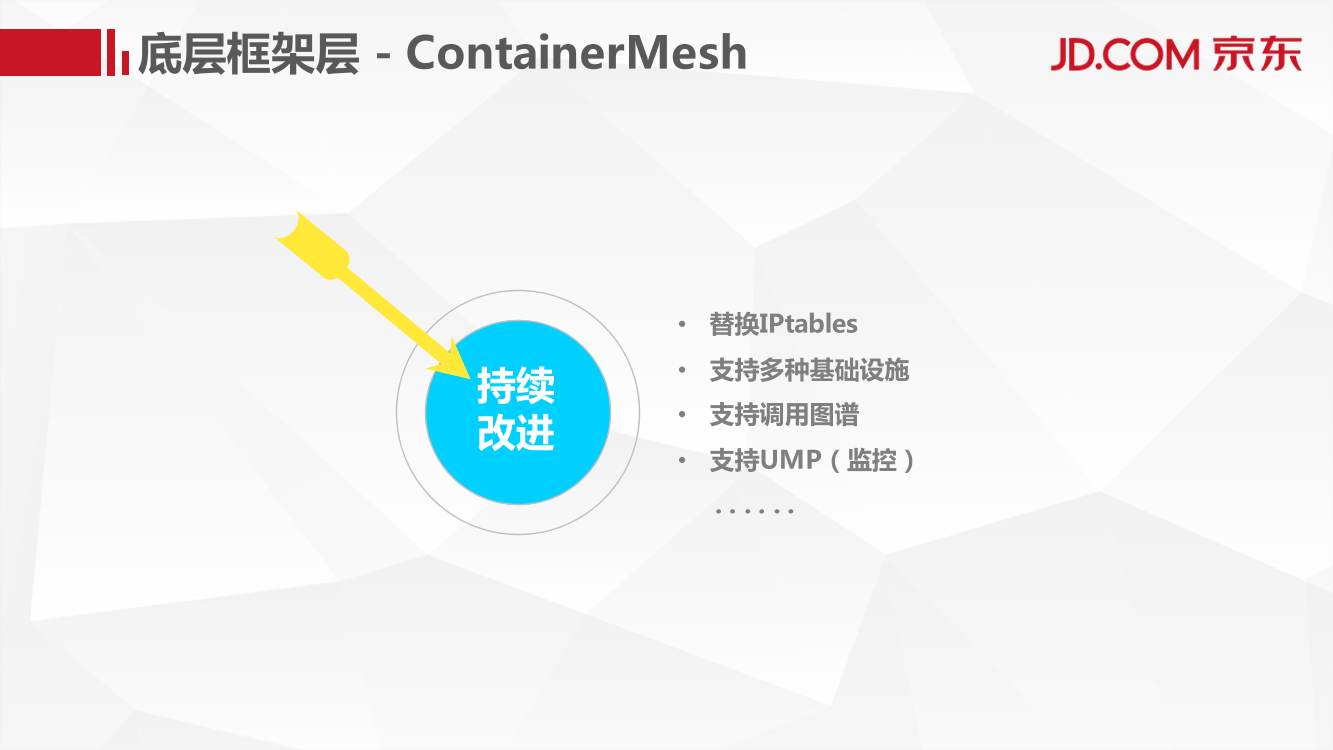 底层框架层 - ContainerMesh
JD.COM 京东
持续
改进
• 替换IPtables
• 支持多种基础设施
• 支持调用图谱
• 支持UMP（监控）
······